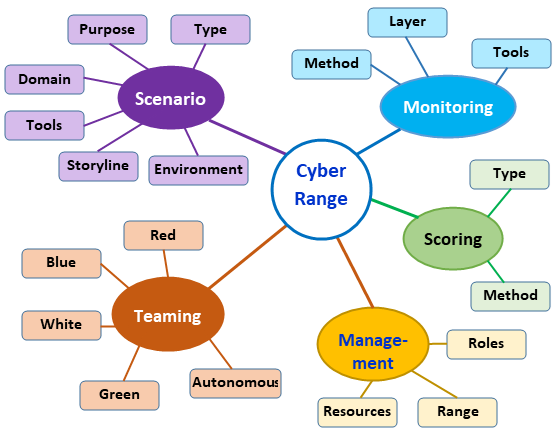 Purpose
Type
Domain
Scenario
Tools
Storyline
Environment
Layer
Method
Tools
Monitoring
Cyber
Range
Type
Scoring
Method
Red
Blue
Teaming
White
Green
Autonomous
Manage-
ment
Roles
Resources
Range